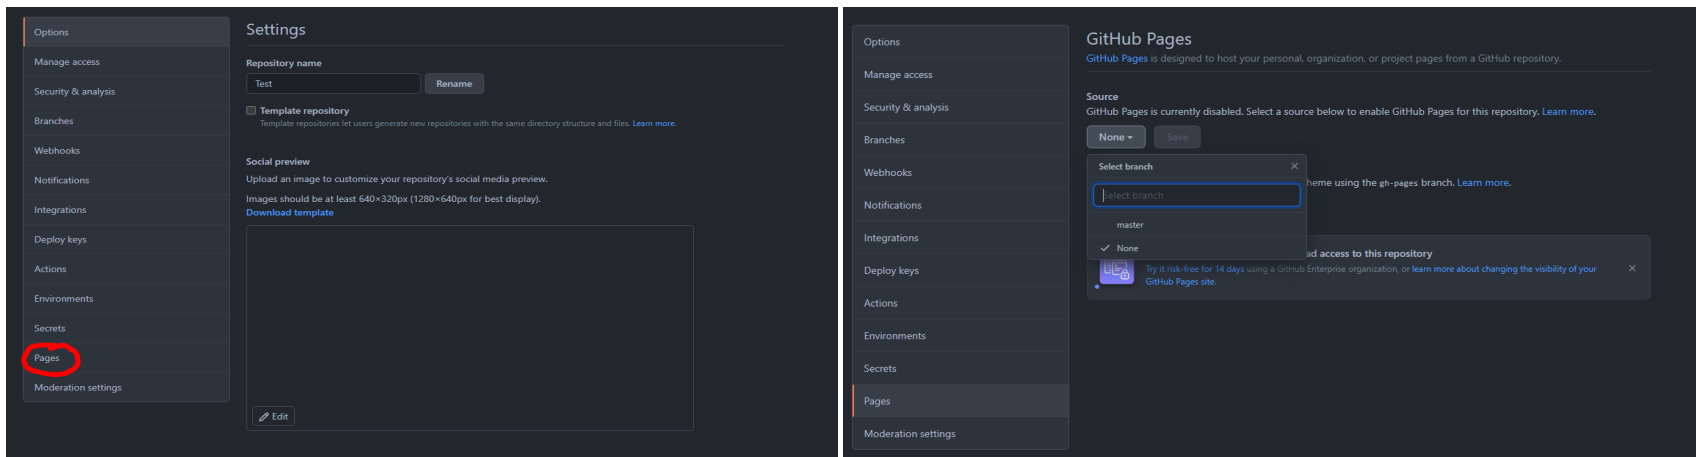 Options
Manage access
Security & analysis
Branches
Webhooks
Notifications
Integrations
Deploy keys
Actions
Environments
Secrets
Pages
Moderation settings
Settings
Repository name
Test
Rename
Template repository
Template repositories let users generate new repositories with the same directory structure and files. Learn more.
Social preview
Upload an image to customize your repository's social media preview.
Images should be at least 640×320px (1280×640px for best display).
Download template
Edit
Options
Manage access
Security & analysis
Branches
Webhooks
Notifications
Integrations
Deploy keys
Actions
Environments
Secrets
Pages
Moderation settings
GitHub Pages
GitHub Pages is designed to host your personal, organization, or project pages from a GitHub repository.
Source
GitHub Pages is currently disabled. Select a source below to enable GitHub Pages for this repository. Learn more.
None
Save
Select branch
Select branch
master
None
heme using the gh-pages branch. Learn more.
ad access to this repository
Try it risk-free for 14 days using a GitHub Enterprise organization, or learn more about changing the visibility of your
GitHub Pages site.